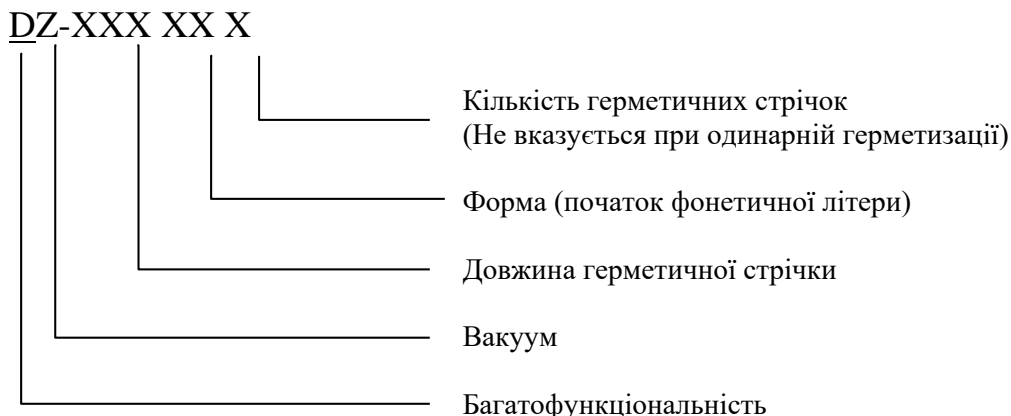 DZ-XXX XX X
Кількість герметичних стрічок
(Не вказується при одинарній герметизації)
Форма (початок фонетичної літери)
Довжина герметичної стрічки
Вакуум
Багатофункціональність